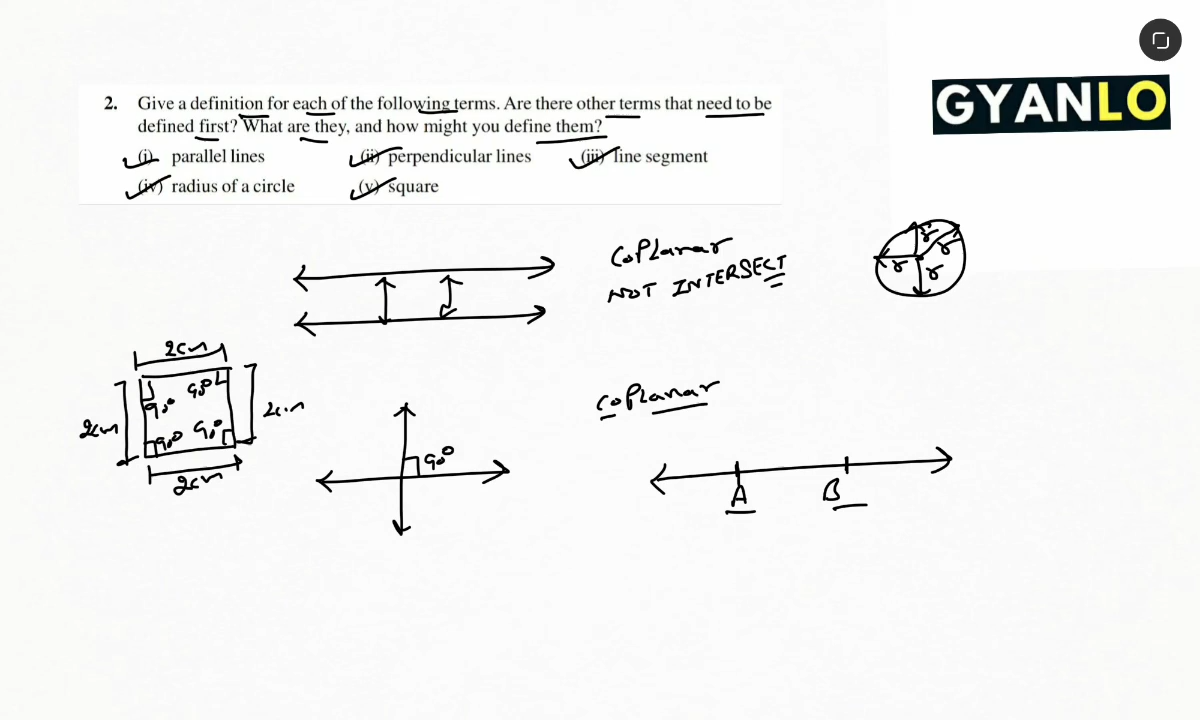 GYANLO
2. Give a definition for each of the following terms. Are there other terms that need to be
defined first? What are they, and how might you define them?
(i) parallel lines (ii) perpendicular lines (iii) line segment
(iv) radius of a circle (v) square
Coplanar
NOT INTERSECT
r r r r
2cm
90° 90°
2cm 2cm
90° 90°
2cm
90°
Coplanar
A B